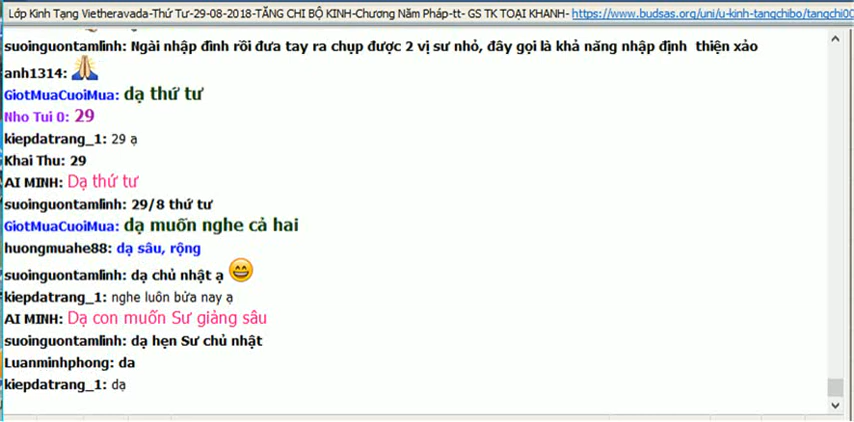 Lớp Kinh Tạng Vietheravada-Thứ Tư-29-08-2018-TĂNG CHI BỘ KINH-Chương Năm Pháp-tt- GS TK TOẠI KHANH- https://www.budsas.org/uni/u-kinh-tangchibo/tangchi00
suoinguontamlinh: Ngài nhập đình rồi đưa tay ra chụp được 2 vị sư nhỏ, đây gọi là khả năng nhập định thiện xảo
anh1314:
GiotMuaCuoiMua: dạ thứ tư
Nho Tui 0: 29
kiepdatrang_1: 29 ạ
Khai Thu: 29
AI MINH: Dạ thứ tư
suoinguontamlinh: 29/8 thứ tư
GiotMuaCuoiMua: dạ muốn nghe cả hai
huongmuahe88: dạ sâu, rộng
suoinguontamlinh: dạ chủ nhật ạ
kiepdatrang_1: nghe luôn bữa nay ạ
AI MINH: Dạ con muốn Sư giảng sâu
suoinguontamlinh: dạ hẹn Sư chủ nhật
Luanminhphong: da
kiepdatrang_1: dạ